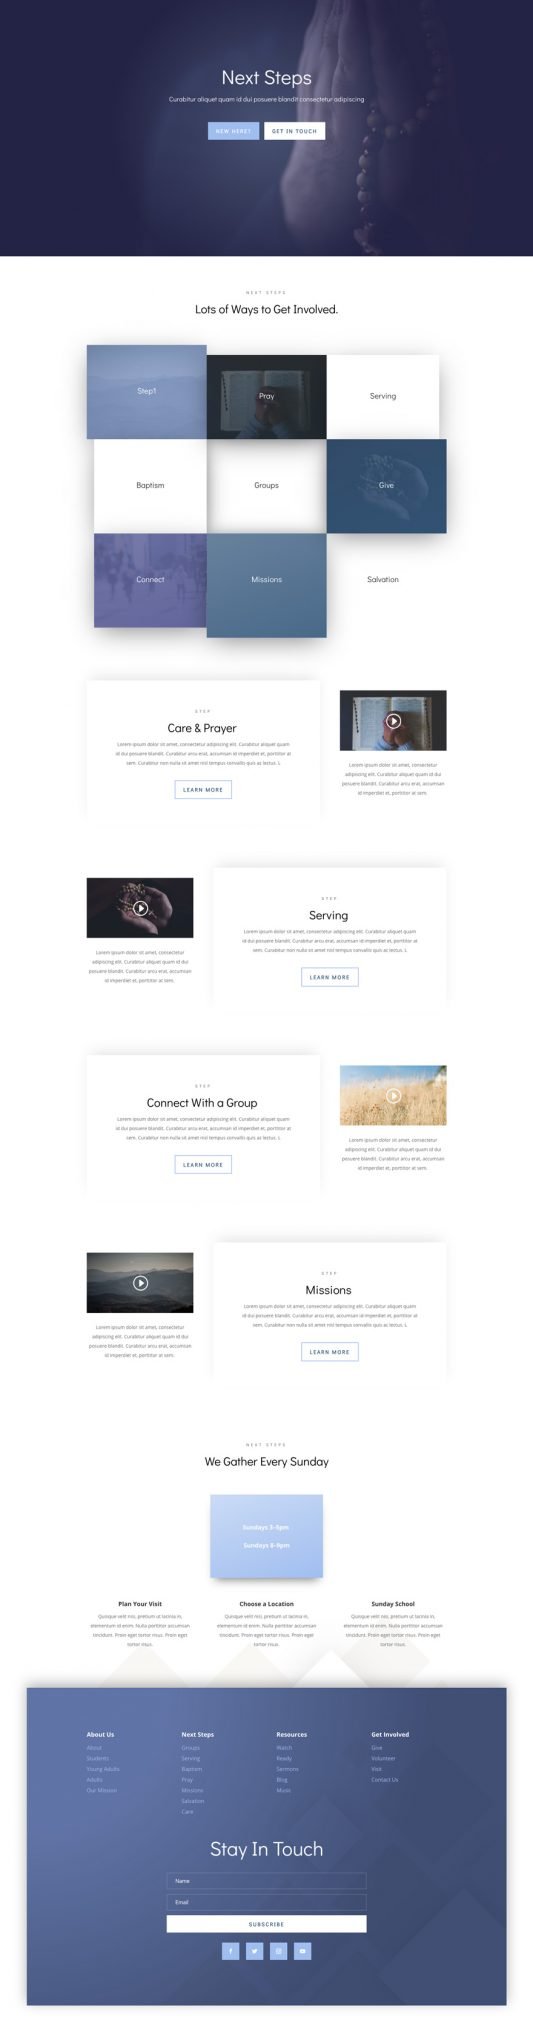 Next Steps
Curabitur aliquet quam id dui posuere blandit consectetur adipiscing
NEW HERE? GET IN TOUCH
NEXT STEPS
Lots of Ways to Get Involved.
Step1 Pray Serving
Baptism Groups Give
Connect Missions Salvation
STEP
Care & Prayer
Lorem ipsum dolor sit amet, consectetur adipiscing elit. Curabitur aliquet quam
id dui posuere blandit. Curabitur arcu erat, accumsan id imperdiet et, porttitor at
sem. Curabitur non nulla sit amet nisl tempus convallis quis ac lectus. L
LEARN MORE
Lorem ipsum dolor sit amet, consectetur
adipiscing elit. Curabitur aliquet quam id dui
posuere blandit. Curabitur arcu erat, accumsan
id imperdiet et, porttitor at sem.
Lorem ipsum dolor sit amet, consectetur
adipiscing elit. Curabitur aliquet quam id dui
posuere blandit. Curabitur arcu erat, accumsan
id imperdiet et, porttitor at sem.
STEP
Serving
Lorem ipsum dolor sit amet, consectetur adipiscing elit. Curabitur aliquet quam
id dui posuere blandit. Curabitur arcu erat, accumsan id imperdiet et, porttitor at
sem. Curabitur non nulla sit amet nisl tempus convallis quis ac lectus. L
LEARN MORE
STEP
Connect With a Group
Lorem ipsum dolor sit amet, consectetur adipiscing elit. Curabitur aliquet quam
id dui posuere blandit. Curabitur arcu erat, accumsan id imperdiet et, porttitor at
sem. Curabitur non nulla sit amet nisl tempus convallis quis ac lectus. L
LEARN MORE
Lorem ipsum dolor sit amet, consectetur
adipiscing elit. Curabitur aliquet quam id dui
posuere blandit. Curabitur arcu erat, accumsan
id imperdiet et, porttitor at sem.
Lorem ipsum dolor sit amet, consectetur
adipiscing elit. Curabitur aliquet quam id dui
posuere blandit. Curabitur arcu erat, accumsan
id imperdiet et, porttitor at sem.
STEP
Missions
Lorem ipsum dolor sit amet, consectetur adipiscing elit. Curabitur aliquet quam
id dui posuere blandit. Curabitur arcu erat, accumsan id imperdiet et, porttitor at
sem. Curabitur non nulla sit amet nisl tempus convallis quis ac lectus. L
LEARN MORE
NEXT STEPS
We Gather Every Sunday
Sundays 3-5pm
Sundays 8-9pm
Plan Your Visit
Quisque velit nisi, pretium ut lacinia in,
elementum id enim. Nulla porttitor accumsan
tincidunt. Proin eget tortor risus. Proin eget
tortor risus.
Choose a Location
Quisque velit nisi, pretium ut lacinia in,
elementum id enim. Nulla porttitor accumsan
tincidunt. Proin eget tortor risus. Proin eget
tortor risus.
Sunday School
Quisque velit nisi, pretium ut lacinia in,
elementum id enim. Nulla porttitor accumsan
tincidunt. Proin eget tortor risus. Proin eget
tortor risus.
About Us
About
Students
Young Adults
Adults
Our Mission
Next Steps
Groups
Serving
Baptism
Pray
Missions
Salvation
Care
Resources
Watch
Ready
Sermons
Blog
Music
Get Involved
Give
Volunteer
Visit
Contact Us
Stay In Touch
Name
Email
SUBSCRIBE